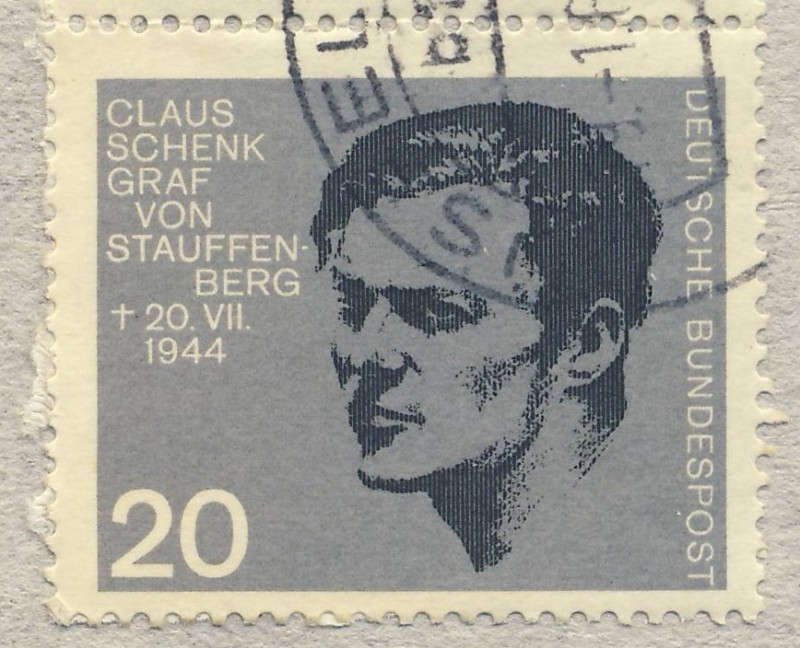 CLAUS
SCHENK
GRAF
VON
STAUFFEN-
BERG
† 20. VII.
1944
20
DEUTSCHE BUNDESPOST